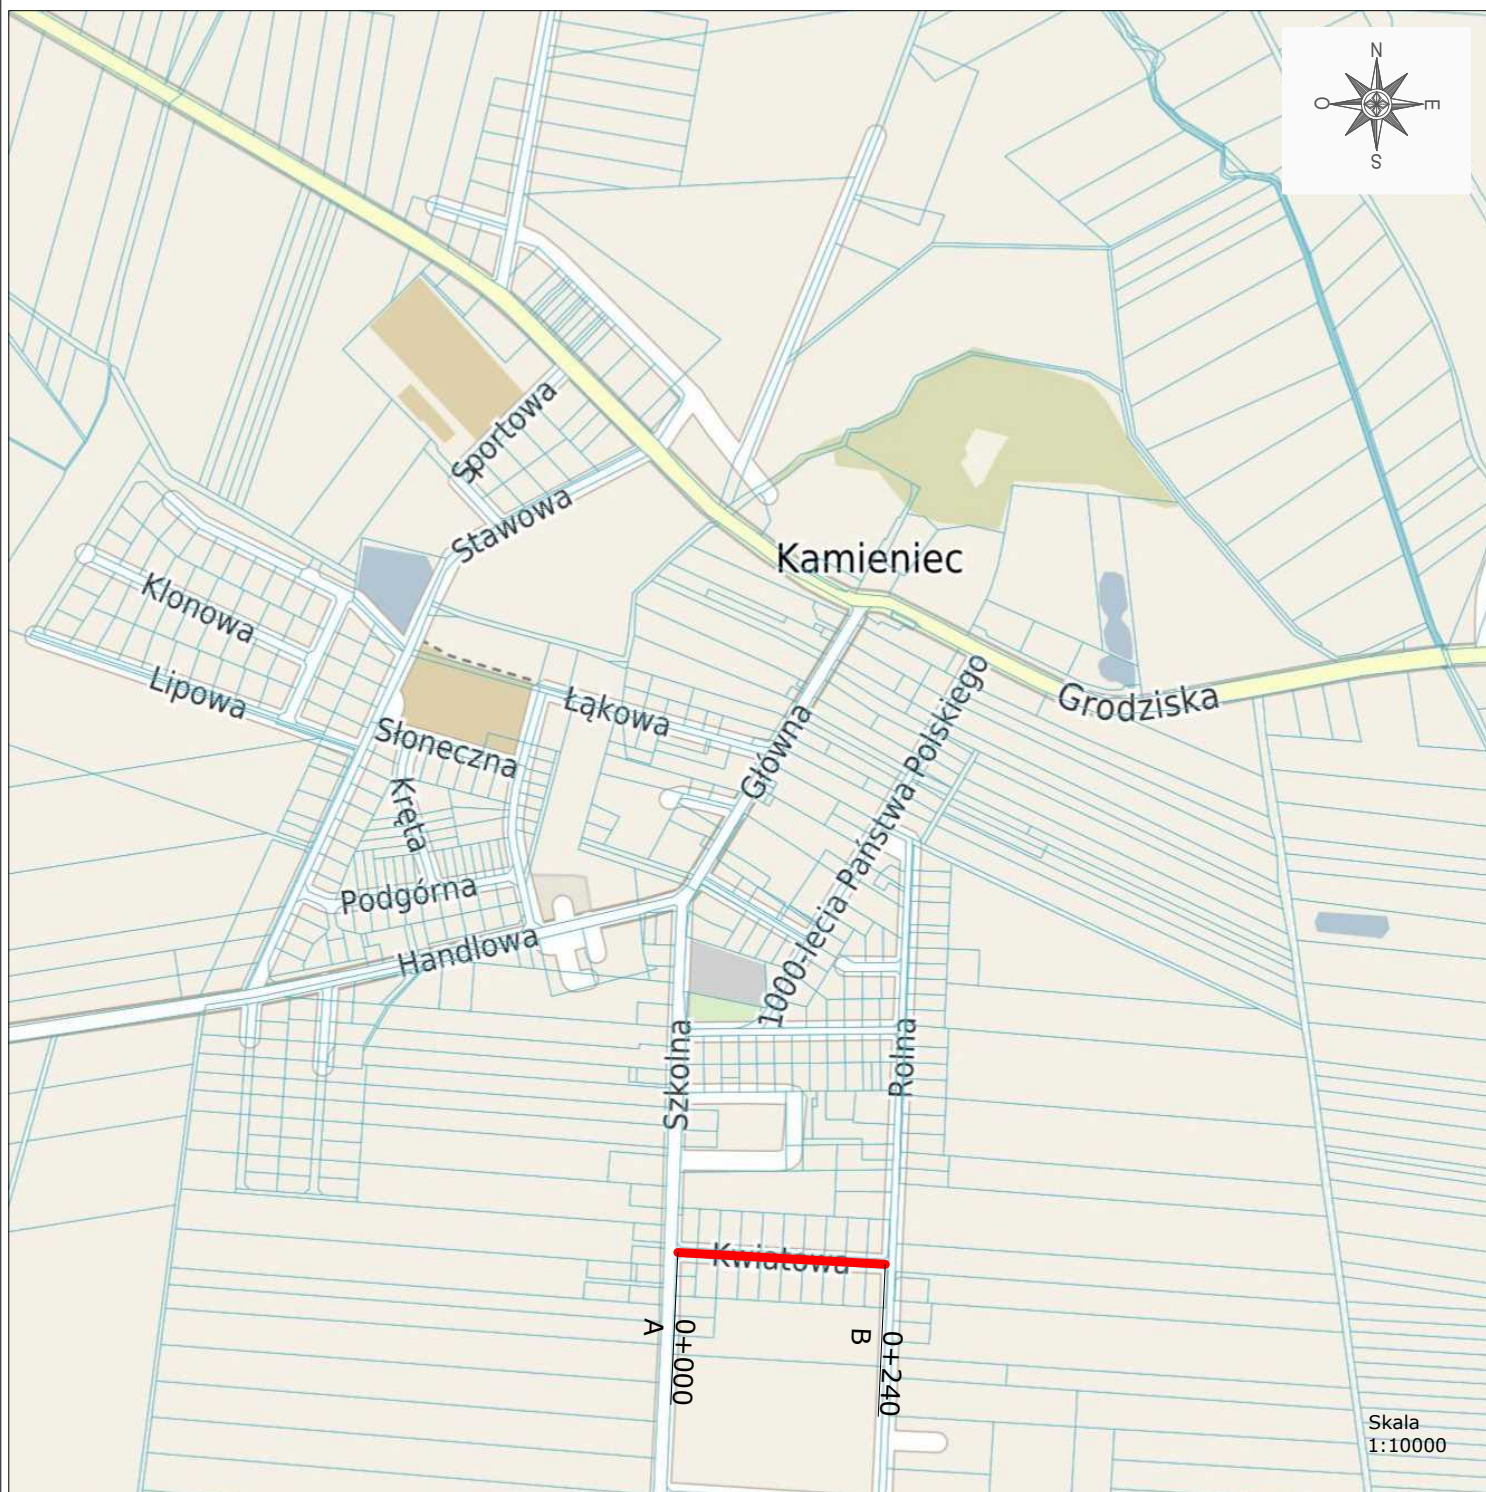 N
O
E
S
Sportowa
Stawowa
Kamieniec
Klonowa
Lipowa
Łąkowa
Grodziska
Słoneczna
Główna
1000-lecia Państwa Polskiego
Kręta
Podgórna
Handlowa
Szkolna
Rolna
Kwiatowa
A
0+000
B
0+240
Skala
1:10000